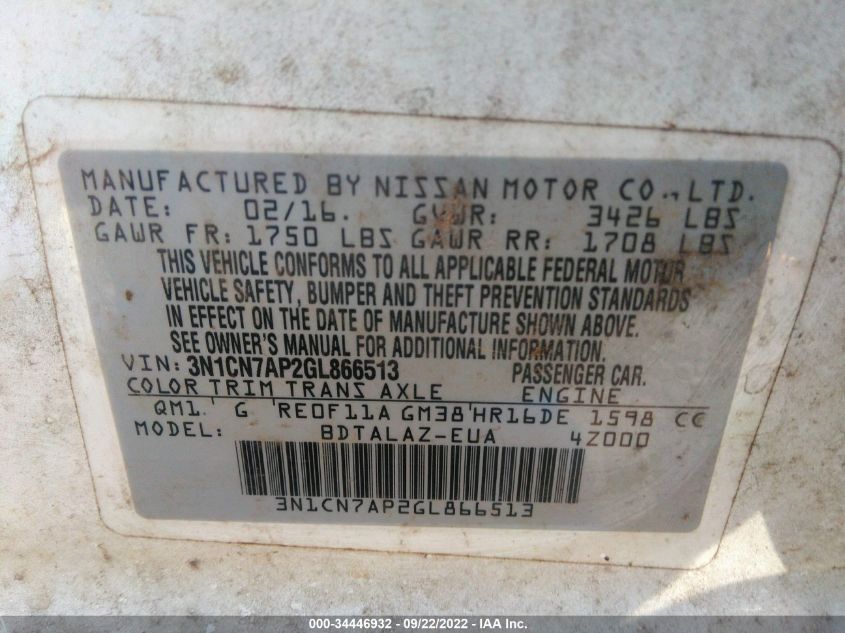 MANUFACTURED BY NISSAN MOTOR CO., LTD.
DATE: 02/16. GVWR: 3426 LBS
GAWR FR: 1750 LBS GAWR RR: 1708 LBS
THIS VEHICLE CONFORMS TO ALL APPLICABLE FEDERAL MOTOR
VEHICLE SAFETY, BUMPER AND THEFT PREVENTION STANDARDS
IN EFFECT ON THE DATE OF MANUFACTURE SHOWN ABOVE.
SEE OWNER'S MANUAL FOR ADDITIONAL INFORMATION.
VIN: 3N1CN7AP2GL866513 PASSENGER CAR.
COLOR TRIM TRANS AXLE ENGINE
QM1 G RE0F11A GM38 HR16DE 1598 CC
MODEL: BDTALAZ-EUA 4Z000
3N1CN7AP2GL866513
000-34446932 - 09/22/2022 - IAA Inc.